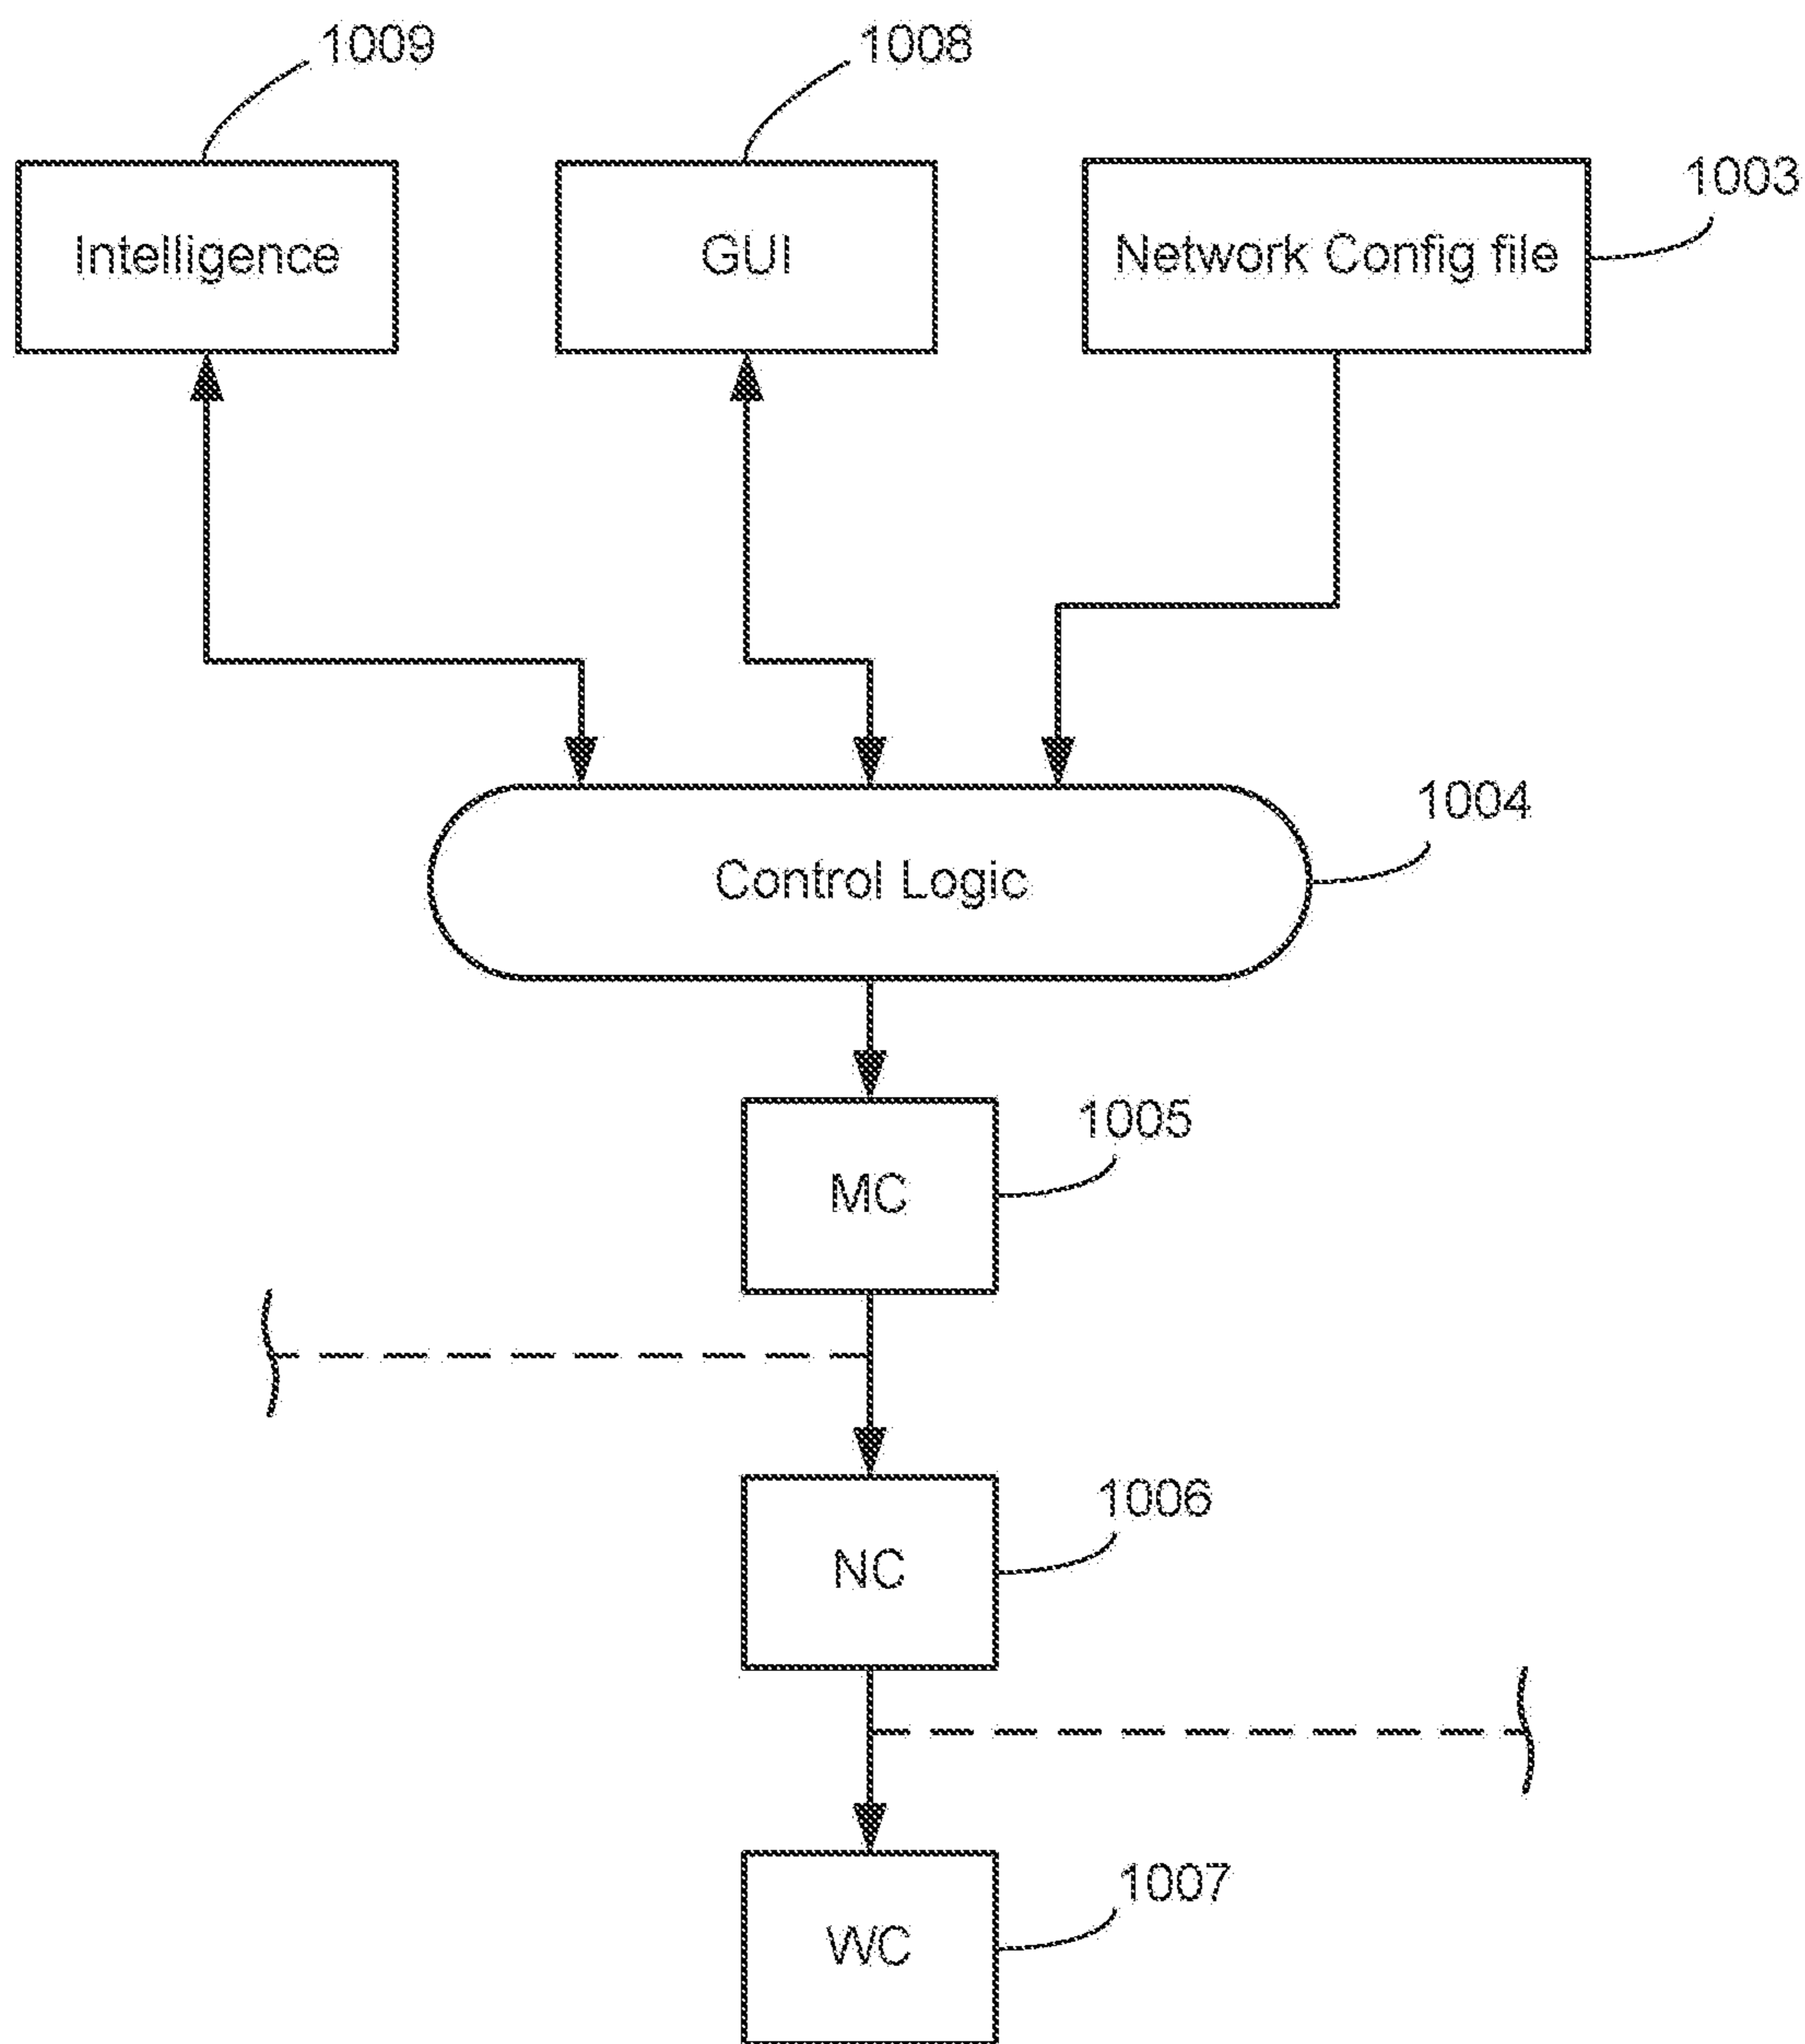 1009
1008
1003
Intelligence
GUI
Network Config file
1004
Control Logic
1005
MC
1006
NC
1007
WC